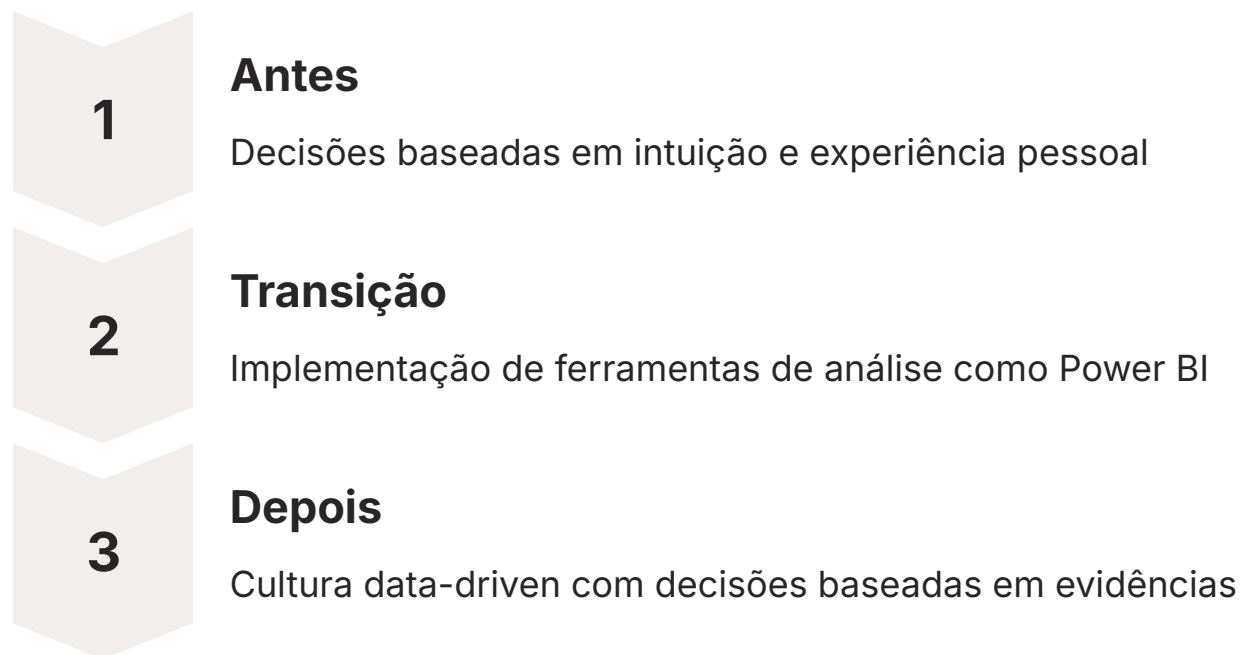 1
Antes
Decisões baseadas em intuição e experiência pessoal
2
Transição
Implementação de ferramentas de análise como Power BI
3
Depois
Cultura data-driven com decisões baseadas em evidências